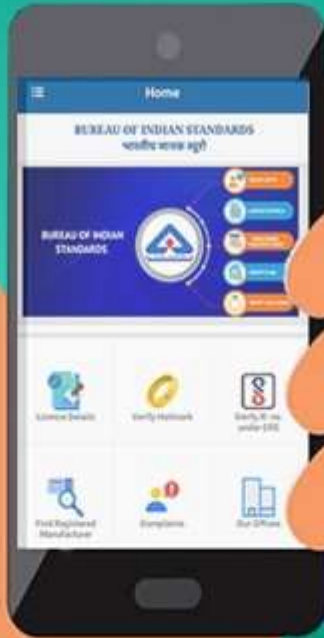 Home
BUREAU OF INDIAN STANDARDS
भारतीय मानक ब्यूरो
BUREAU OF INDIAN
STANDARDS
Licence Details
Verify Hallmark
Verify R-no.
under CRS
Find Registered
Manufacturer
Complaints
Our Offices